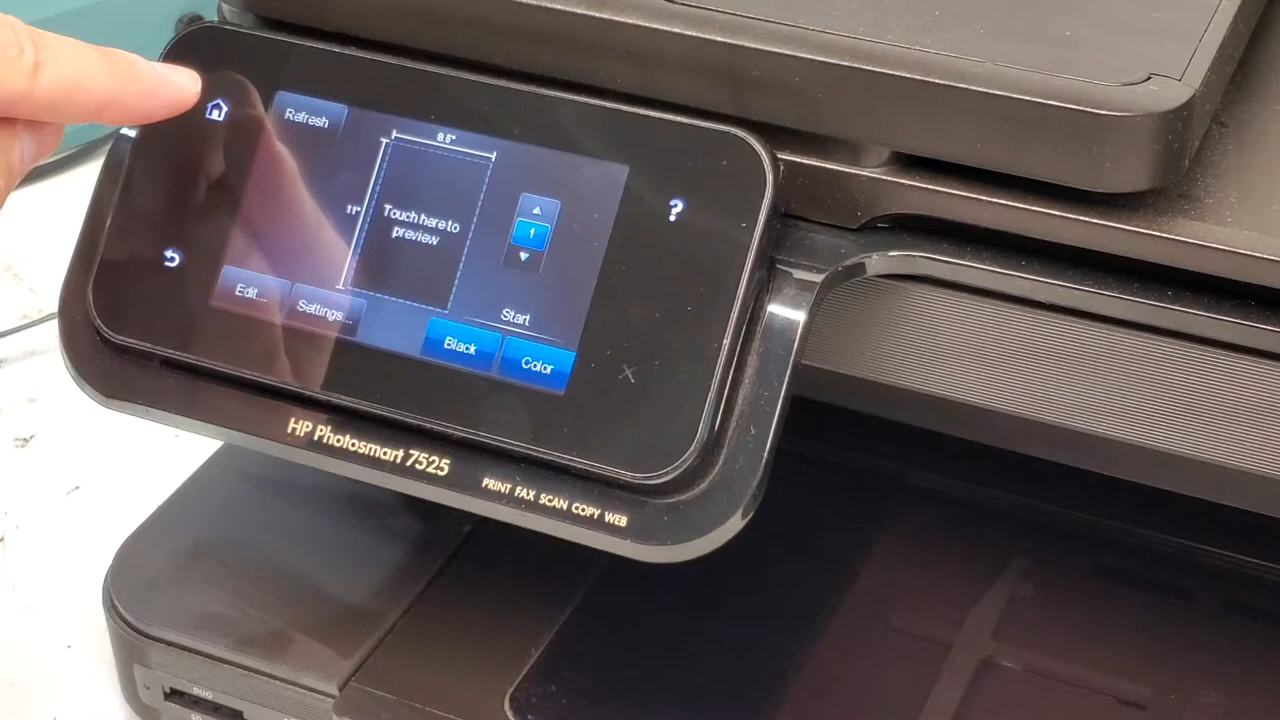 Refresh
8.5"
11"
Touch here to
preview
1
Edit...
Settings...
Start
Black
Color
?
HP Photosmart 7525
PRINT FAX SCAN COPY WEB
DUO